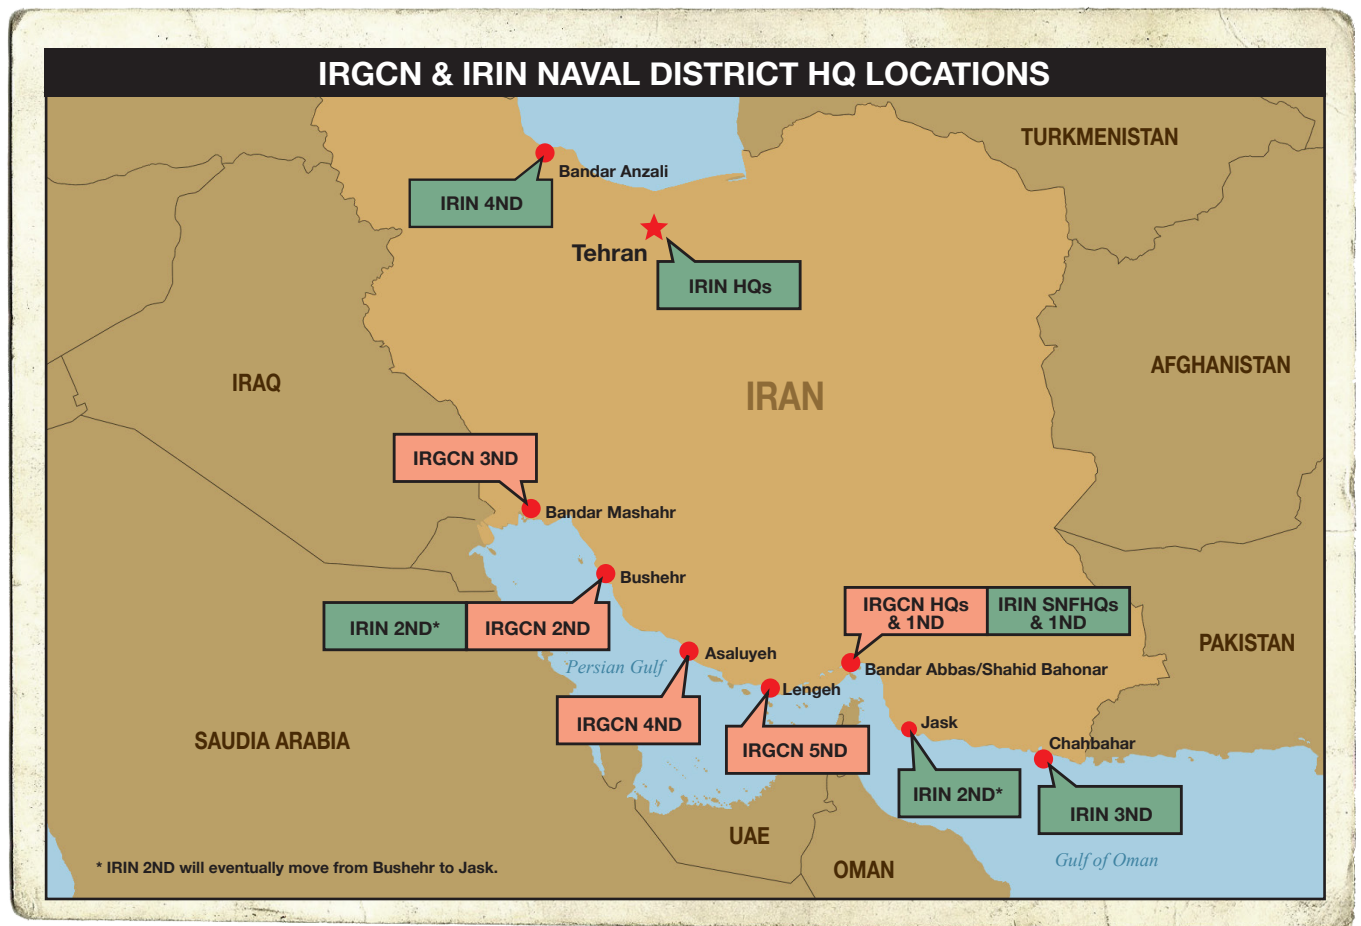 IRGCN & IRIN NAVAL DISTRICT HQ LOCATIONS
TURKMENISTAN
Bandar Anzali
IRIN 4ND
Tehran
IRIN HQs
AFGHANISTAN
IRAQ
IRAN
IRGCN 3ND
Bandar Mashahr
Bushehr
IRIN 2ND*
IRGCN 2ND
IRGCN HQs
& 1ND
IRIN SNFHQs
& 1ND
PAKISTAN
Asaluyeh
Persian Gulf
Bandar Abbas/Shahid Bahonar
Lengeh
IRGCN 4ND
Jask
SAUDIA ARABIA
Chahbahar
IRGCN 5ND
IRIN 2ND*
IRIN 3ND
UAE
Gulf of Oman
* IRIN 2ND will eventually move from Bushehr to Jask.
OMAN